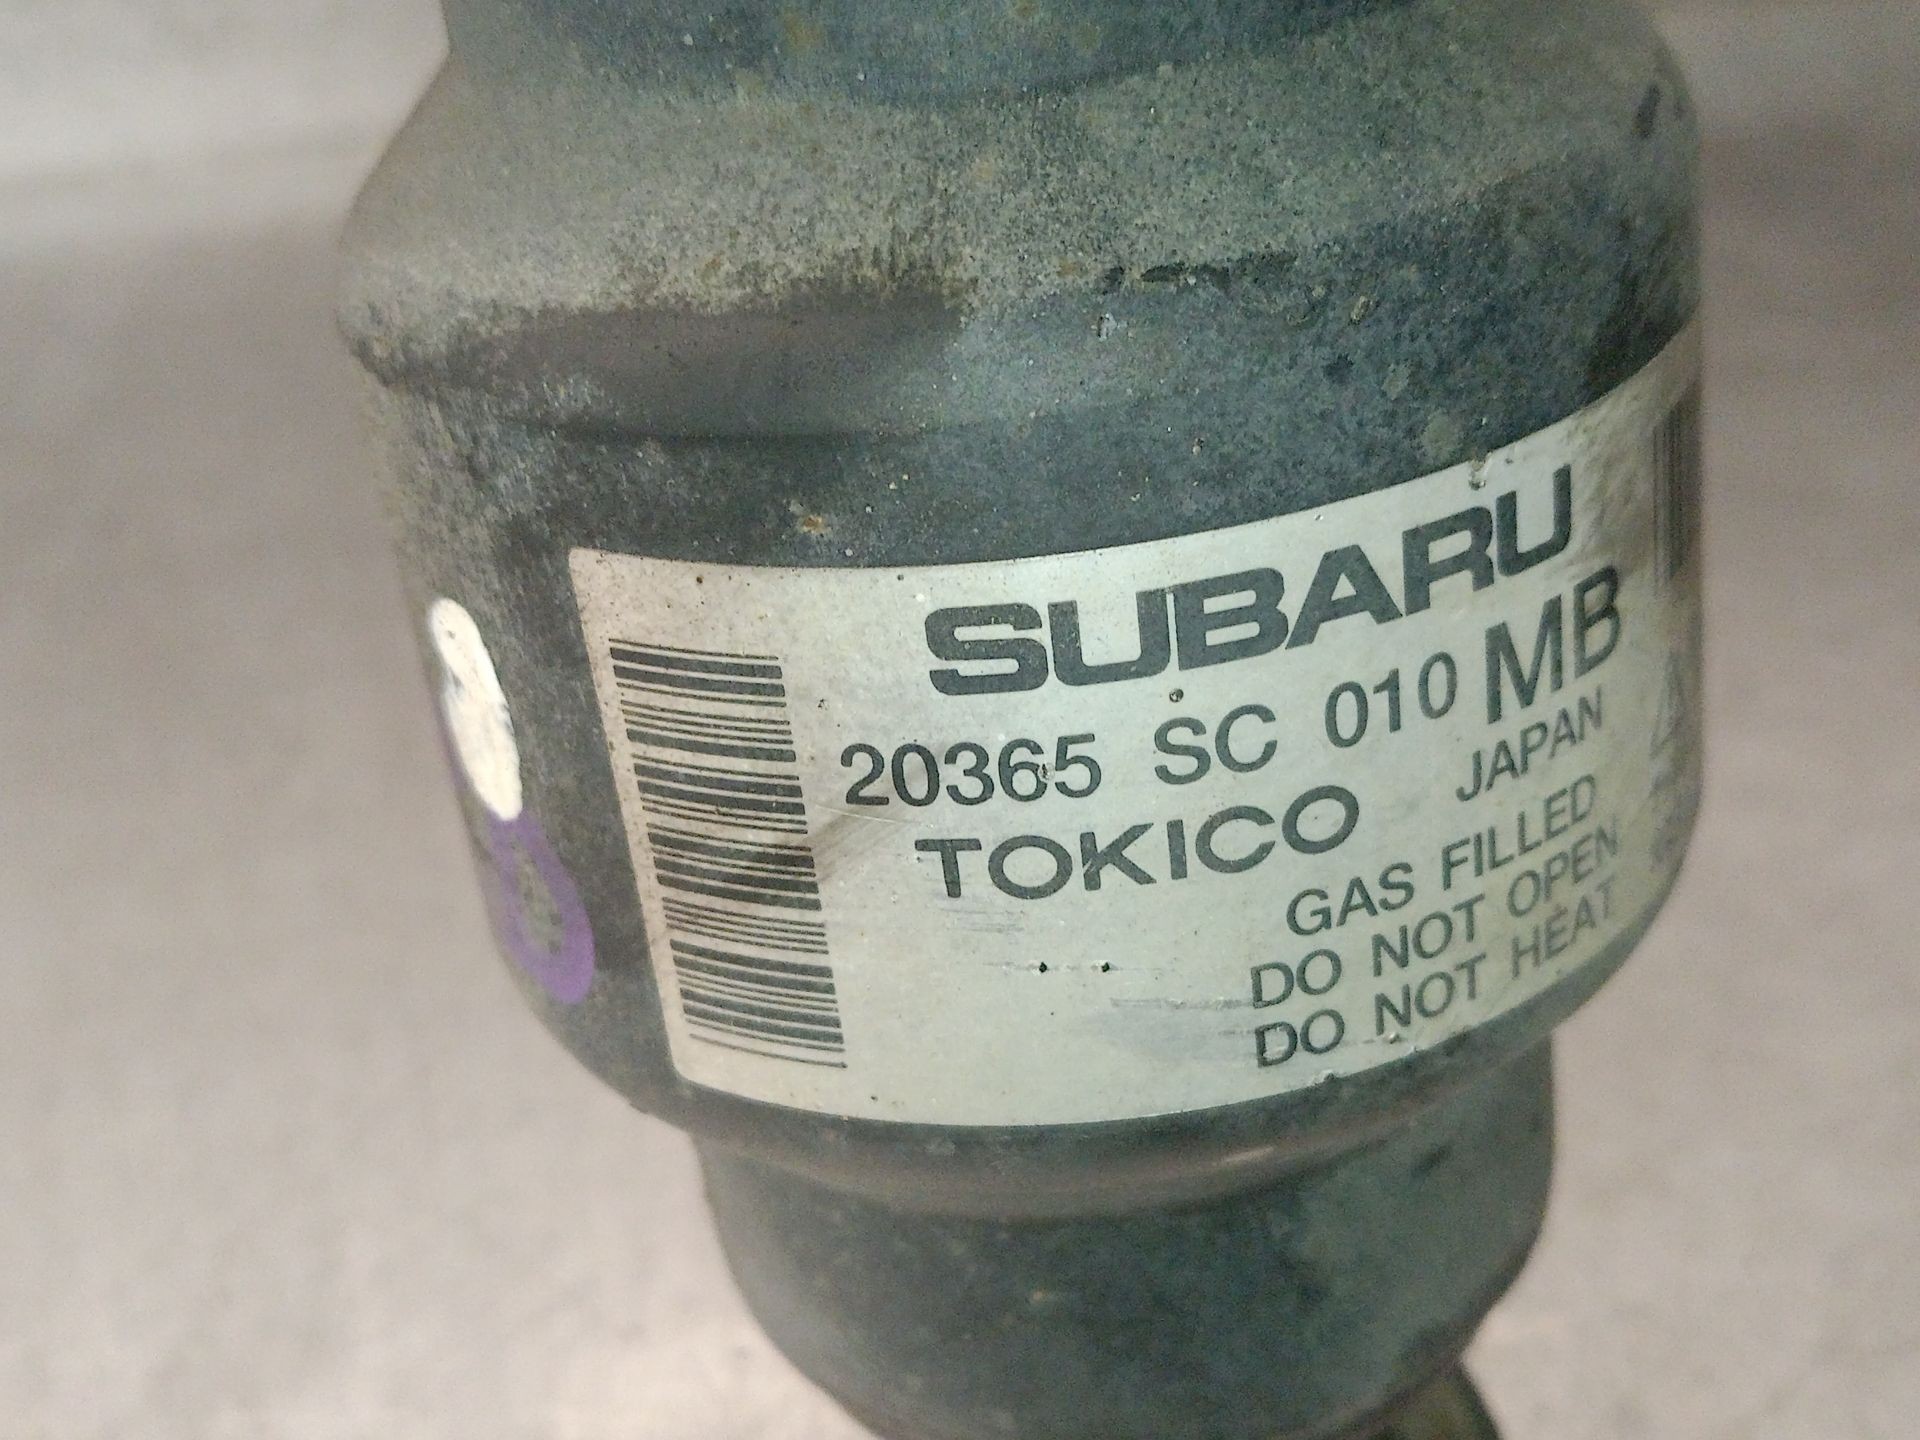 SUBARU
20365 SC 010 MB
TOKICO JAPAN
GAS FILLED
DO NOT OPEN
DO NOT HEAT